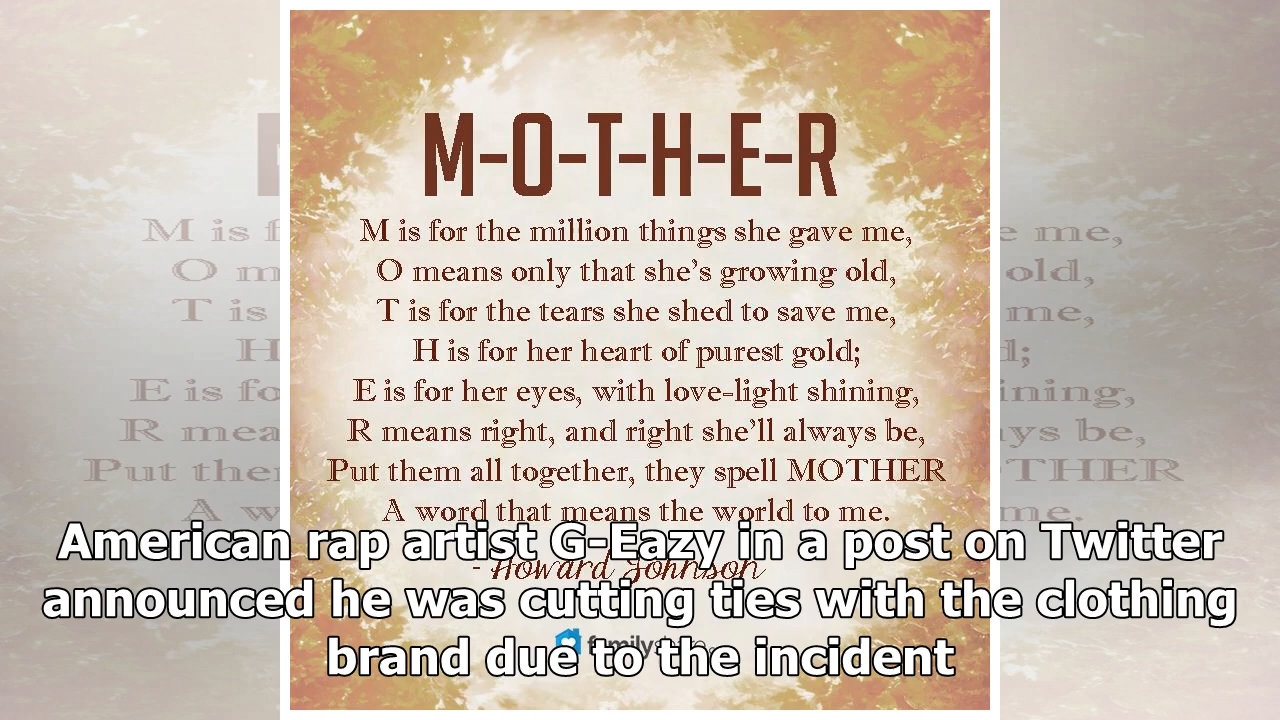 M-O-T-H-E-R
M is for the million things she gave me,
O means only that she's growing old,
T is for the tears she shed to save me,
H is for her heart of purest gold;
E is for her eyes, with love-light shining,
R means right, and right she'll always be,
Put them all together, they spell MOTHER
A word that means the world to me.
- Howard Johnson
American rap artist G-Eazy in a post on Twitter
announced he was cutting ties with the clothing
brand due to the incident